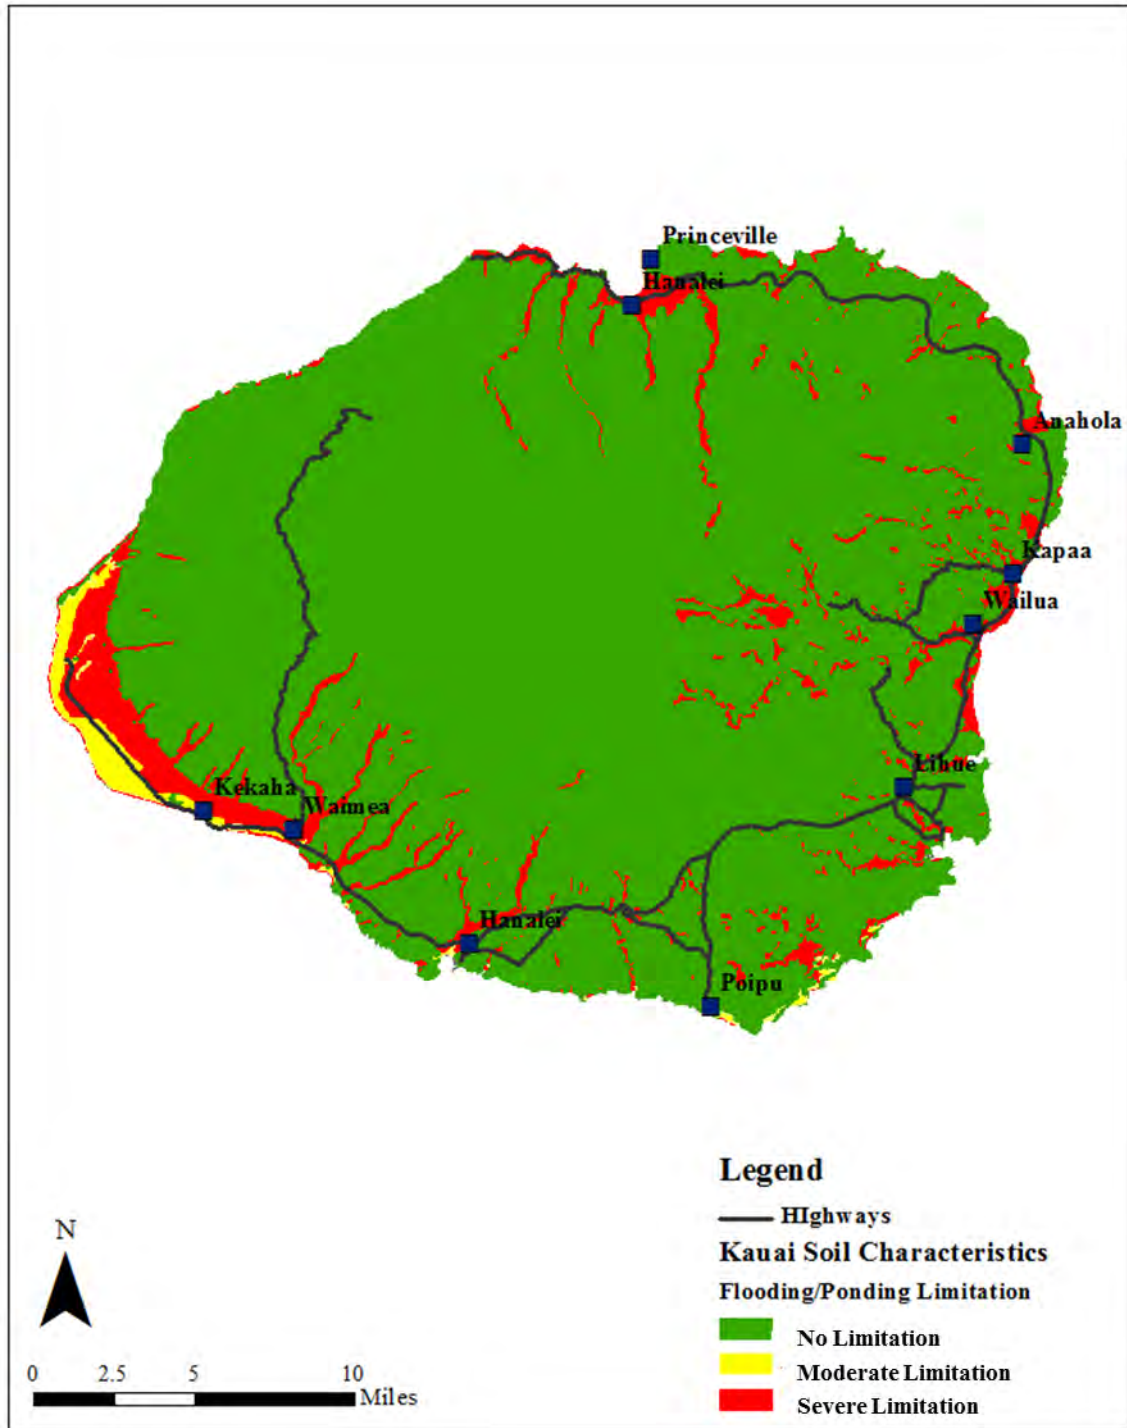 Princeville
Hanalei
Anahola
Kapaa
Wailua
Lihue
Kekaha
Waimea
Hanalei
Poipu
Legend
HIghways
Kauai Soil Characteristics
Flooding/Ponding Limitation
No Limitation
Moderate Limitation
Severe Limitation
N
0 2.5 5 10
Miles